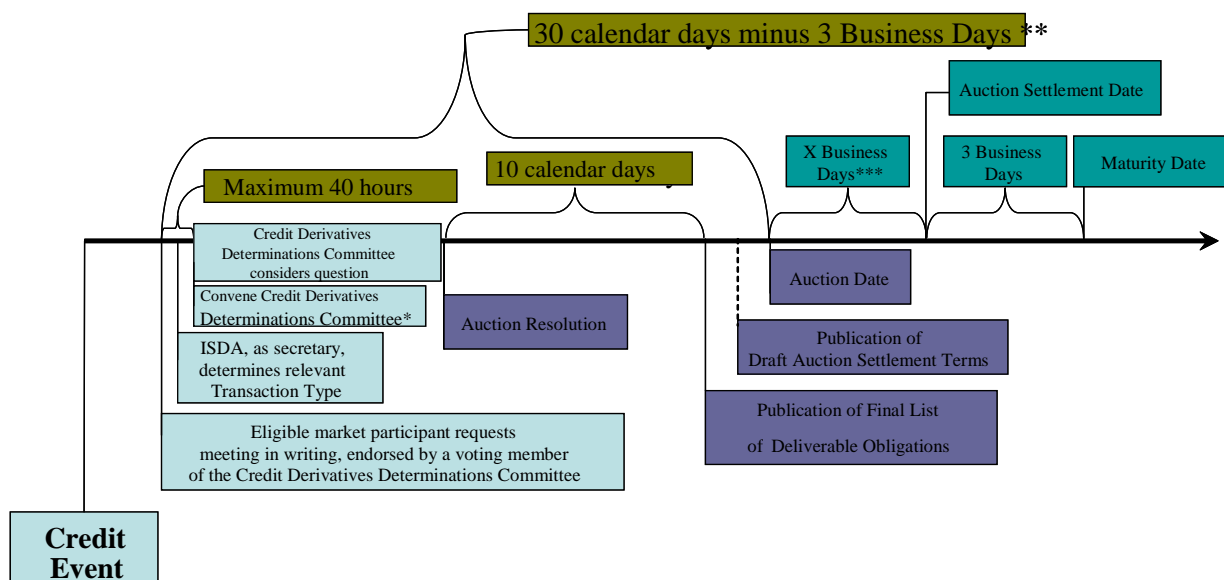 30 calendar days minus 3 Business Days **
Auction Settlement Date
X Business
Days***
3 Business
Days
Maturity Date
10 calendar days
Maximum 40 hours
Credit Derivatives
Determinations Committee
considers question
Convene Credit Derivatives
Determinations Committee*
Auction Resolution
Auction Date
ISDA, as secretary,
determines relevant
Transaction Type
Publication of
Draft Auction Settlement Terms
Eligible market participant requests
meeting in writing, endorsed by a voting member
of the Credit Derivatives Determinations Committee
Publication of Final List
of Deliverable Obligations
Credit
Event